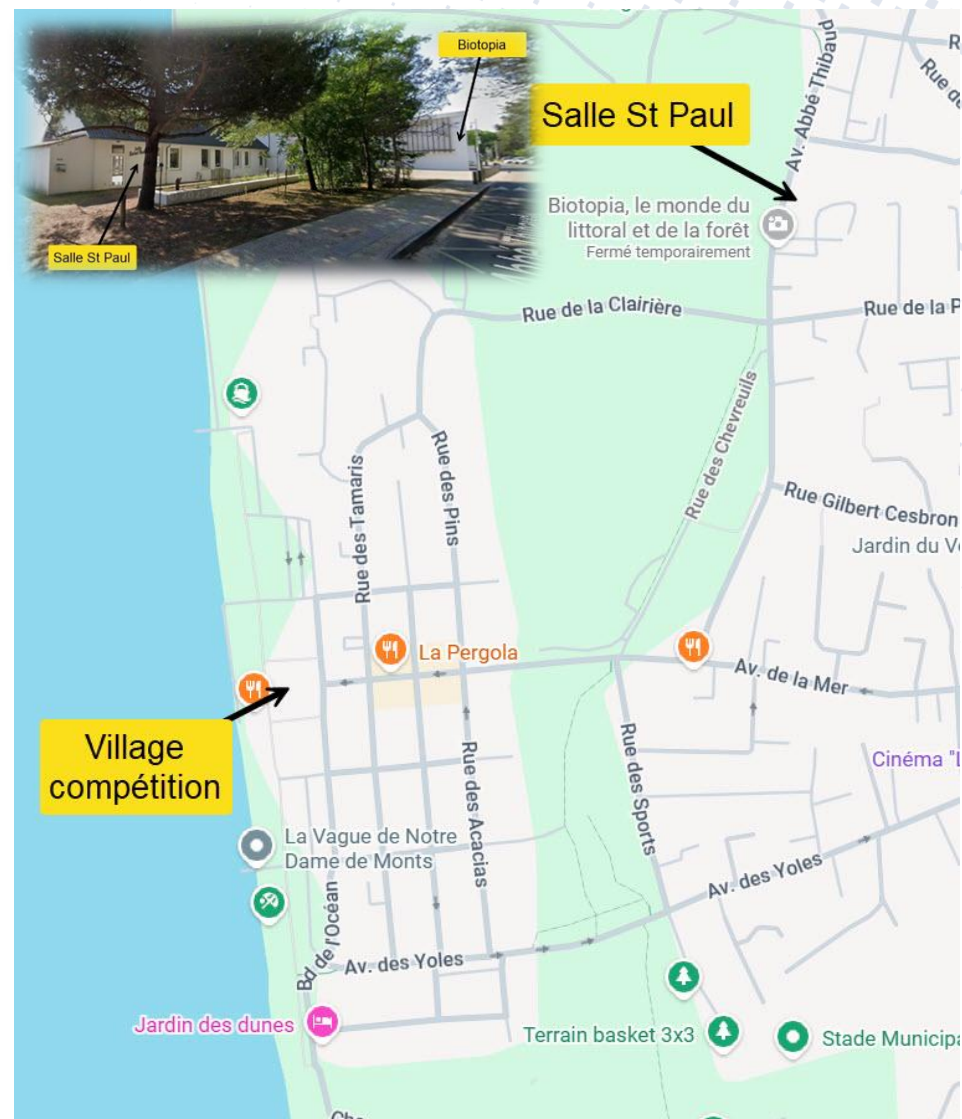 Biotopia
Salle St Paul
Salle St Paul
Av. Abbé Thibaud
Biotopia, le monde du
littoral et de la forêt
Fermé temporairement
Rue de la Clairière
Rue de la P
Rue des Chevreuils
Rue des Tamaris
Rue des Pins
Rue Gilbert Cesbron
Jardin du V
La Pergola
Av. de la Mer
Village
compétition
Rue des Acacias
Rue des Sports
Cinéma "L
La Vague de Notre
Dame de Monts
Av. des Yoles
Bd de l'Océan
Av. des Yoles
Jardin des dunes
Terrain basket 3x3
Stade Municipa